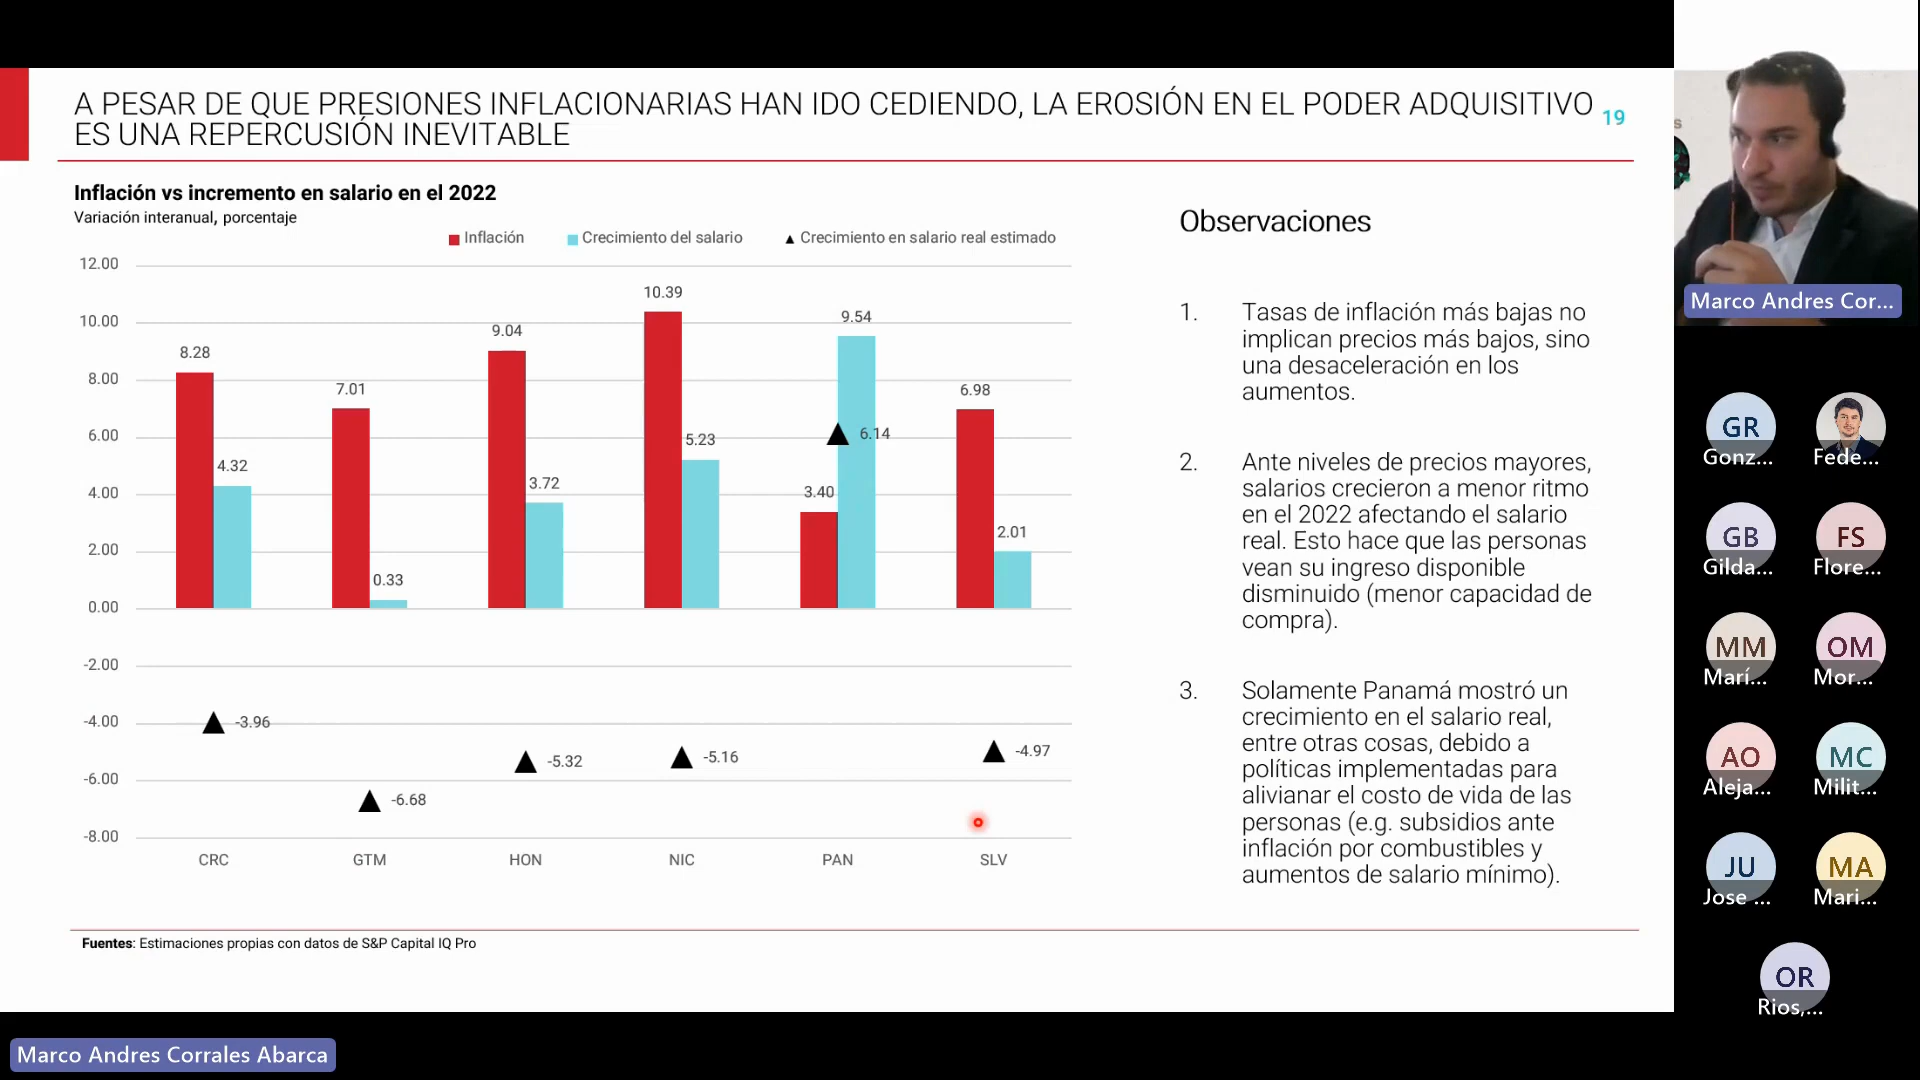 A PESAR DE QUE PRESIONES INFLACIONARIAS HAN IDO CEDIENDO, LA EROSIÓN EN EL PODER ADQUISITIVO
ES UNA REPERCUSIÓN INEVITABLE
19
Inflación vs incremento en salario en el 2022
Variación interanual, porcentaje
Inflación
Crecimiento del salario
Crecimiento en salario real estimado
12.00
10.00
8.00
6.00
4.00
2.00
0.00
-2.00
-4.00
-6.00
-8.00
8.28
4.32
-3.96
7.01
0.33
-6.68
9.04
3.72
-5.32
10.39
5.23
-5.16
3.40
9.54
6.14
6.98
2.01
-4.97
CRC
GTM
HON
NIC
PAN
SLV
Observaciones
1. Tasas de inflación más bajas no
implican precios más bajos, sino
una desaceleración en los
aumentos.
2. Ante niveles de precios mayores,
salarios crecieron a menor ritmo
en el 2022 afectando el salario
real. Esto hace que las personas
vean su ingreso disponible
disminuido (menor capacidad de
compra).
3. Solamente Panamá mostró un
crecimiento en el salario real,
entre otras cosas, debido a
políticas implementadas para
alivianar el costo de vida de las
personas (e.g. subsidios ante
inflación por combustibles y
aumentos de salario mínimo).
Fuentes: Estimaciones propias con datos de S&P Capital IQ Pro
Marco Andres Corrales Abarca
Marco Andres Cor...
GR
Gonz...
Fede...
GB
Gilda...
FS
Flore...
MM
Marí...
OM
Mor...
AO
Aleja...
MC
Milit...
JU
Jose ...
MA
Mari...
OR
Rios,...